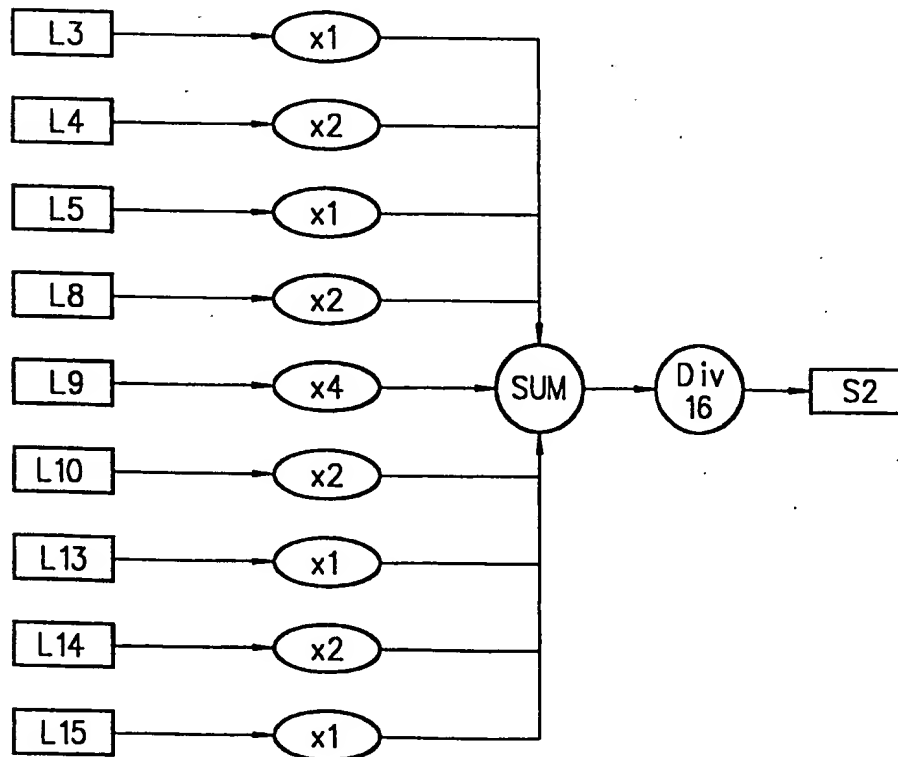 L3 x1
L4 x2
L5 x1
L8 x2
L9 x4 SUM Div 16 S2
L10 x2
L13 x1
L14 x2
L15 x1